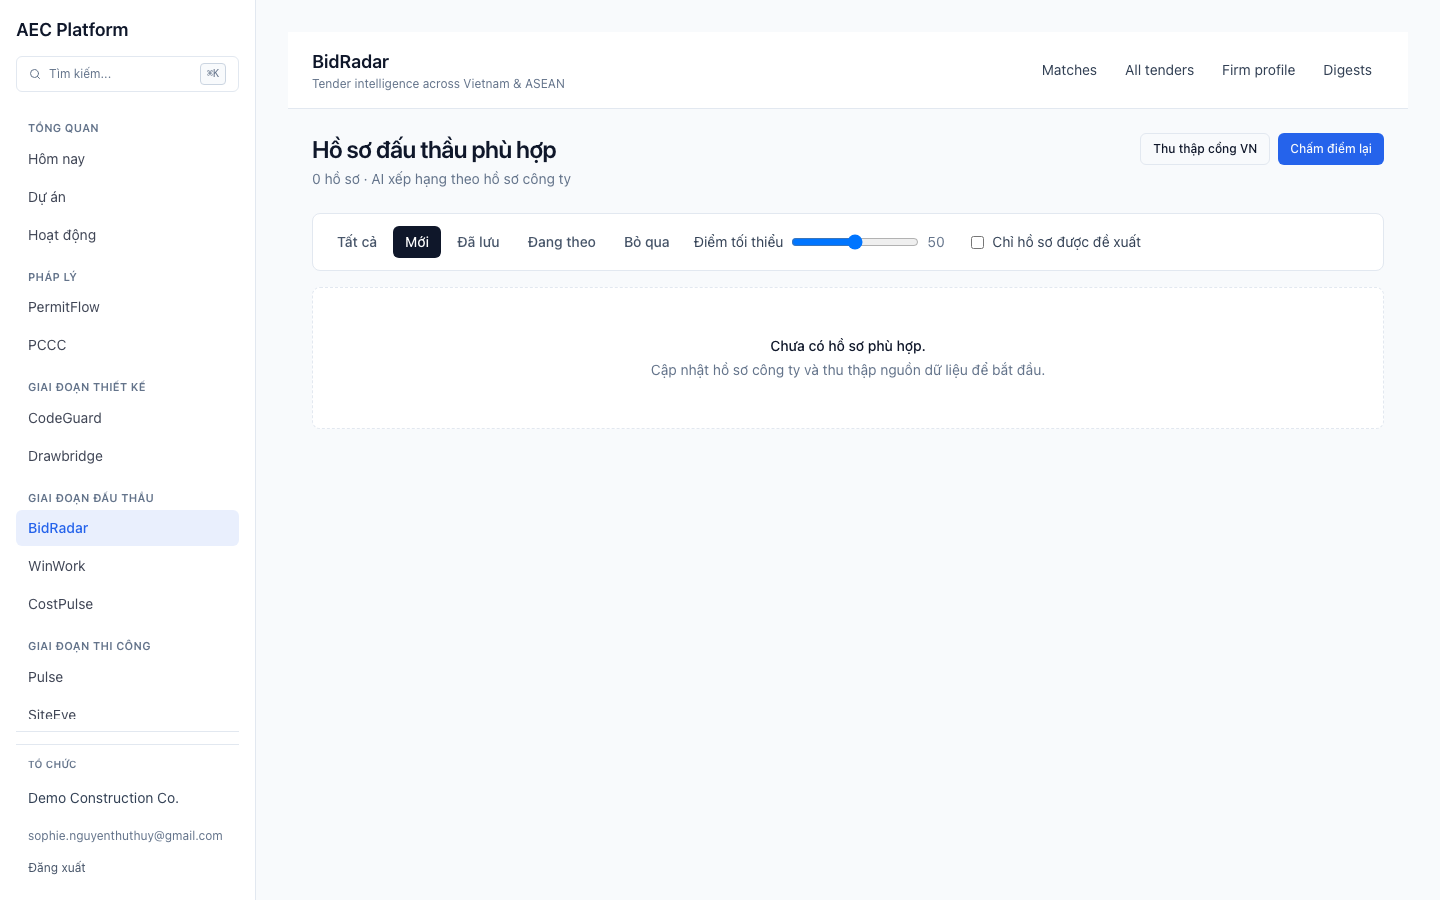 AEC Platform
Tìm kiếm...
⌘K
TỔNG QUAN
Hôm nay
Dự án
Hoạt động
PHÁP LÝ
PermitFlow
PCCC
GIAI ĐOẠN THIẾT KẾ
CodeGuard
Drawbridge
GIAI ĐOẠN ĐẤU THẦU
BidRadar
WinWork
CostPulse
GIAI ĐOẠN THI CÔNG
Pulse
SiteEye
TỔ CHỨC
Demo Construction Co.
sophie.nguyenthuthuy@gmail.com
Đăng xuất
BidRadar
Tender intelligence across Vietnam & ASEAN
Matches All tenders Firm profile Digests
Hồ sơ đấu thầu phù hợp
0 hồ sơ · AI xếp hạng theo hồ sơ công ty
Thu thập cổng VN Chấm điểm lại
Tất cả Mới Đã lưu Đang theo Bỏ qua Điểm tối thiểu 50 Chỉ hồ sơ được đề xuất
Chưa có hồ sơ phù hợp.
Cập nhật hồ sơ công ty và thu thập nguồn dữ liệu để bắt đầu.